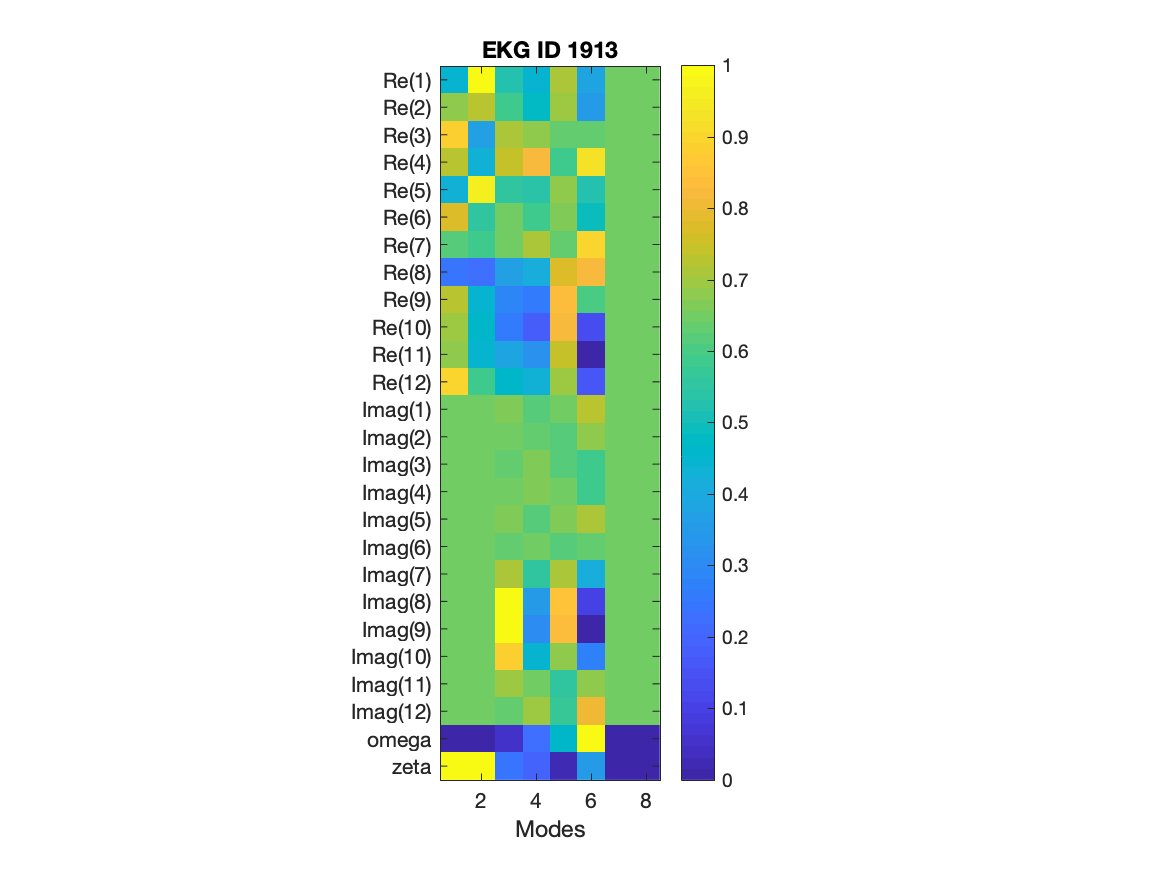 EKG ID 1913
Re(1)
Re(2)
Re(3)
Re(4)
Re(5)
Re(6)
Re(7)
Re(8)
Re(9)
Re(10)
Re(11)
Re(12)
Imag(1)
Imag(2)
Imag(3)
Imag(4)
Imag(5)
Imag(6)
Imag(7)
Imag(8)
Imag(9)
Imag(10)
Imag(11)
Imag(12)
omega
zeta
2 4 6 8
Modes
1
0.9
0.8
0.7
0.6
0.5
0.4
0.3
0.2
0.1
0